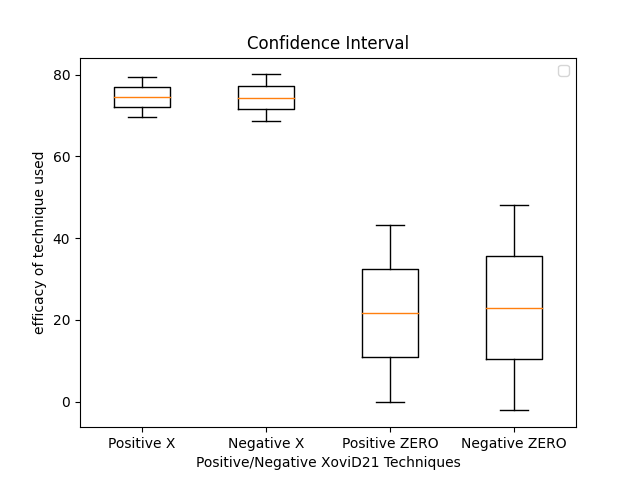 Confidence Interval
efficacy of technique used
80
60
40
20
0
Positive X
Negative X
Positive ZERO
Negative ZERO
Positive/Negative XoviD21 Techniques